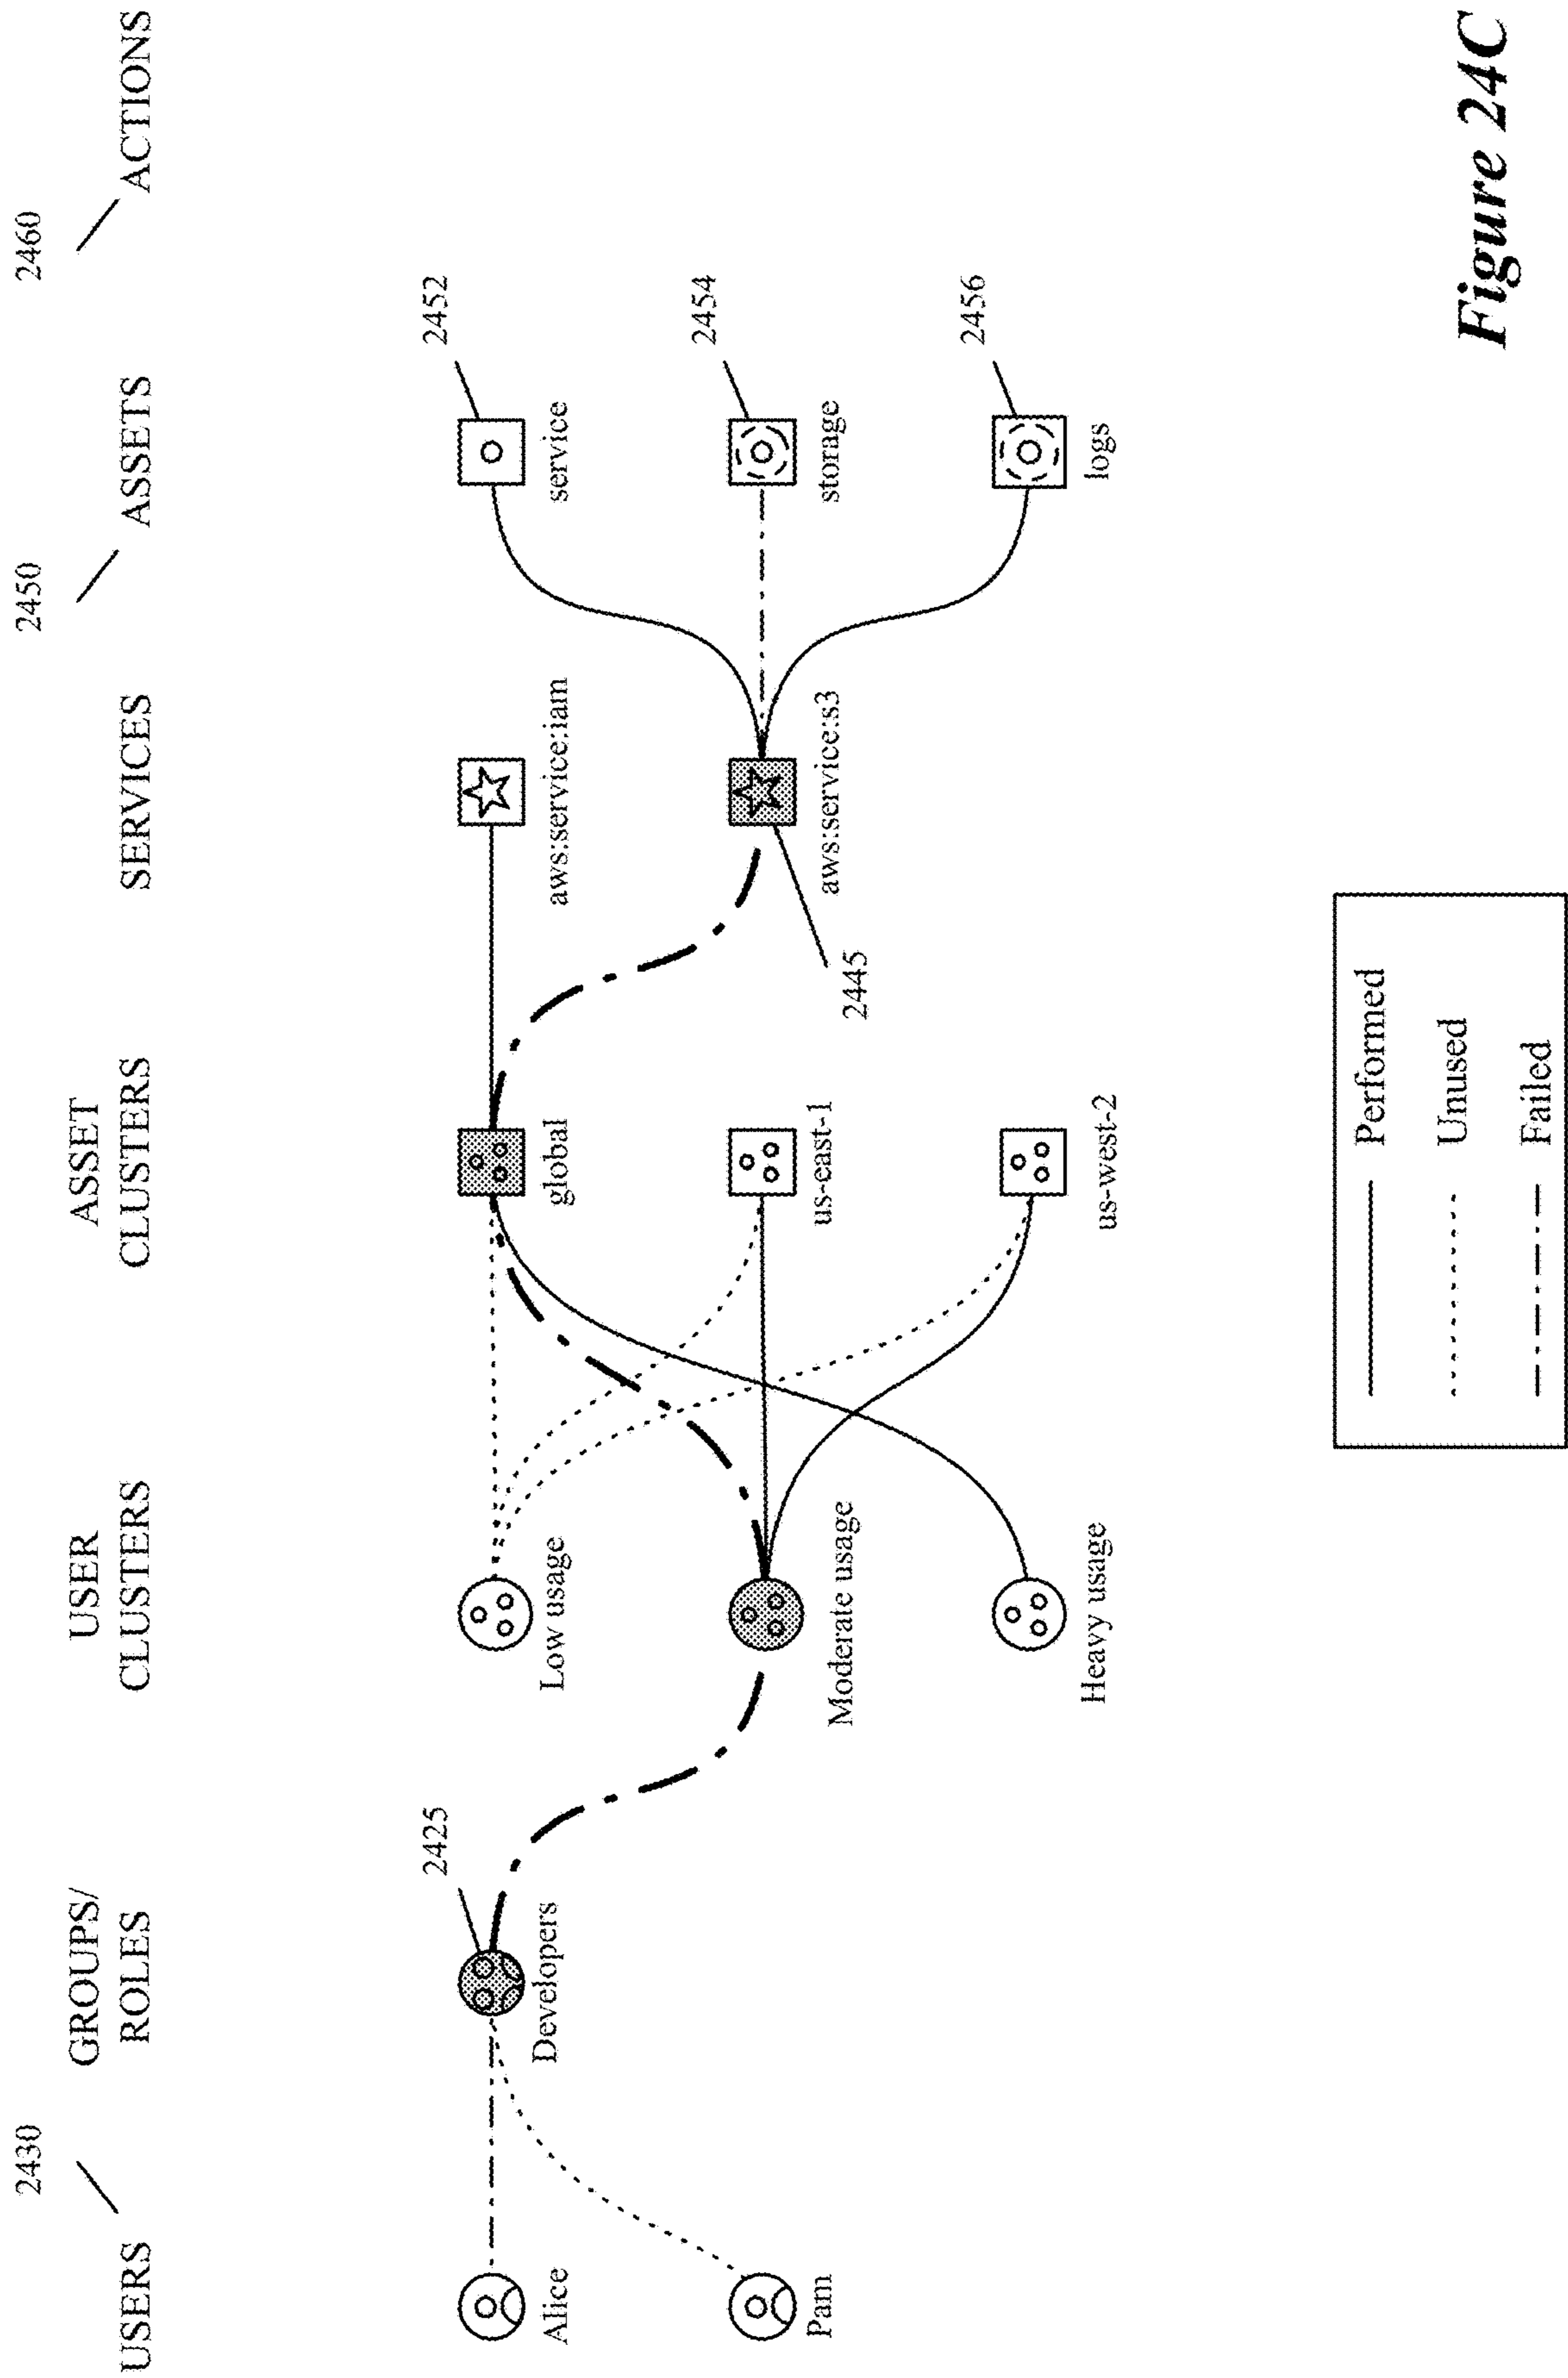 2430
2450
2460
USERS
GROUPS/
ROLES
USER
CLUSTERS
ASSET
CLUSTERS
SERVICES
ASSETS
ACTIONS
2425
2452
Alice
Developers
Low usage
global
aws:service:iam
service
2454
Pam
Moderate usage
us-east-1
aws:service:s3
storage
2445
2456
Heavy usage
us-west-2
logs
Performed
Unused
Failed
Figure 24C